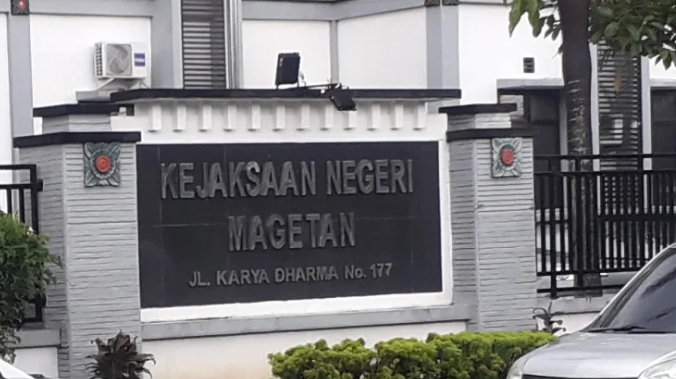 KEJAKSAAN NEGERI
MAGETAN
JL. KARYA DHARMA No. 177